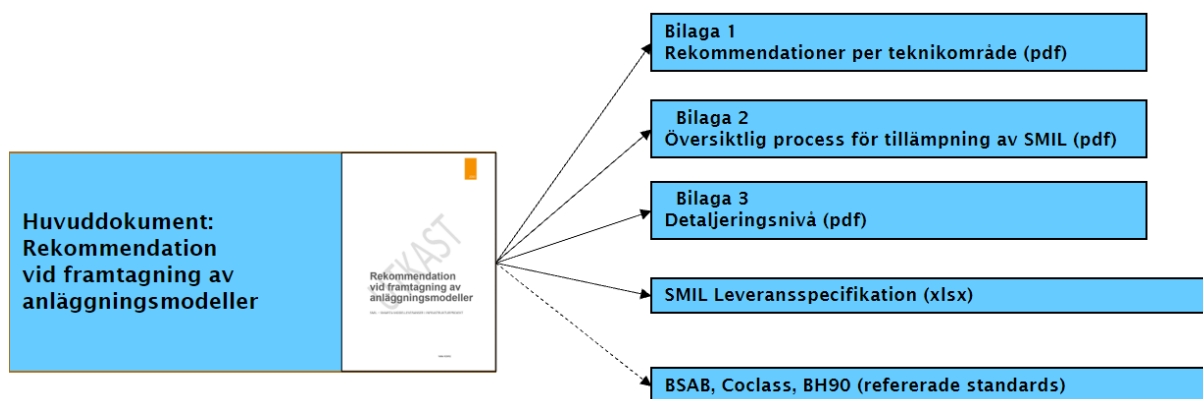 Huvuddokument:
Rekommendation
vid framtagning av
anläggningsmodeller
UTKAST
Rekommendation
vid framtagning av
anläggningsmodeller
Bilaga 1
Rekommendationer per teknikområde (pdf)
Bilaga 2
Översiktlig process för tillämpning av SMIL (pdf)
Bilaga 3
Detaljeringsnivå (pdf)
SMIL Leveransspecifikation (xlsx)
BSAB, Coclass, BH90 (refererade standards)